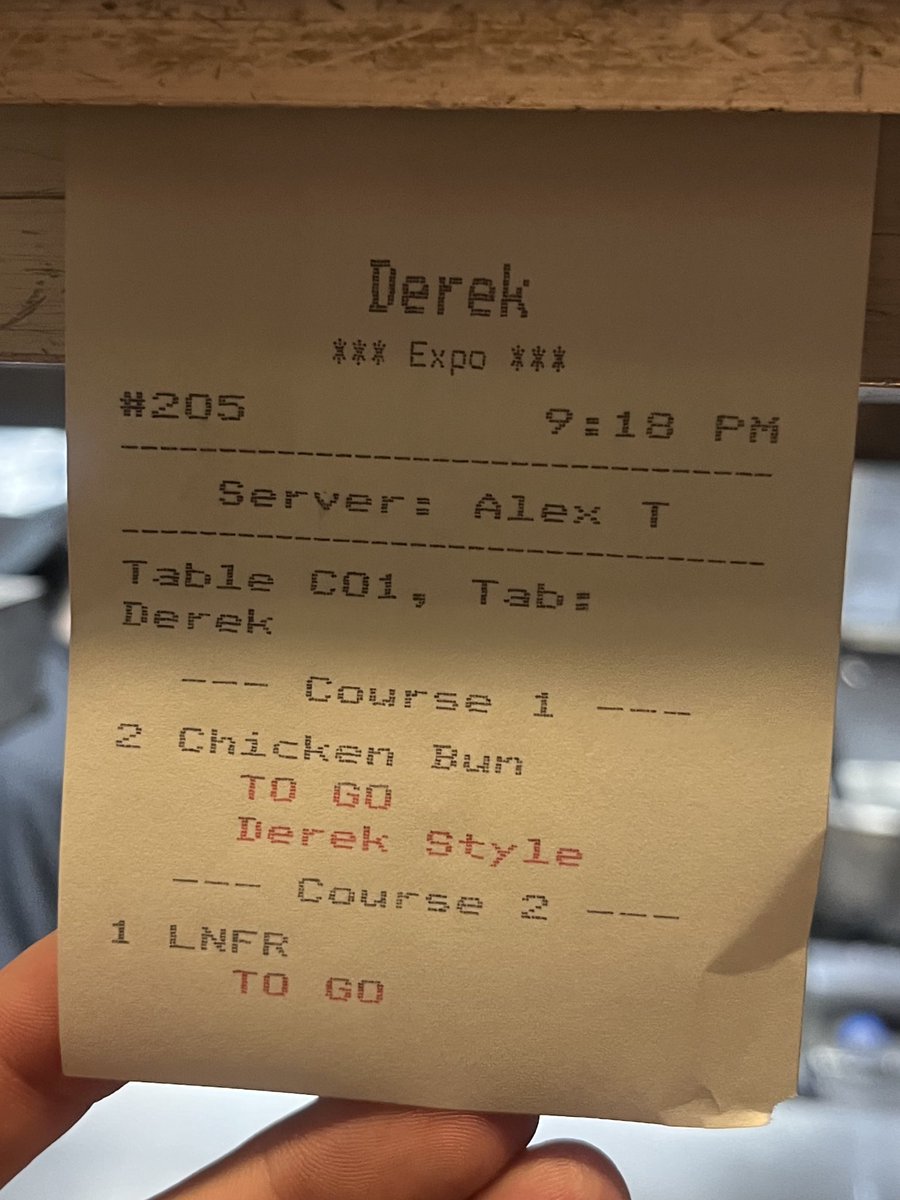 Derek
*** Expo ***
#205 9:18 PM
Server: Alex T
Table C01, Tab:
Derek
--- Course 1 ---
2 Chicken Bun
TO GO
Derek Style
--- Course 2 ---
1 LNFR
TO GO